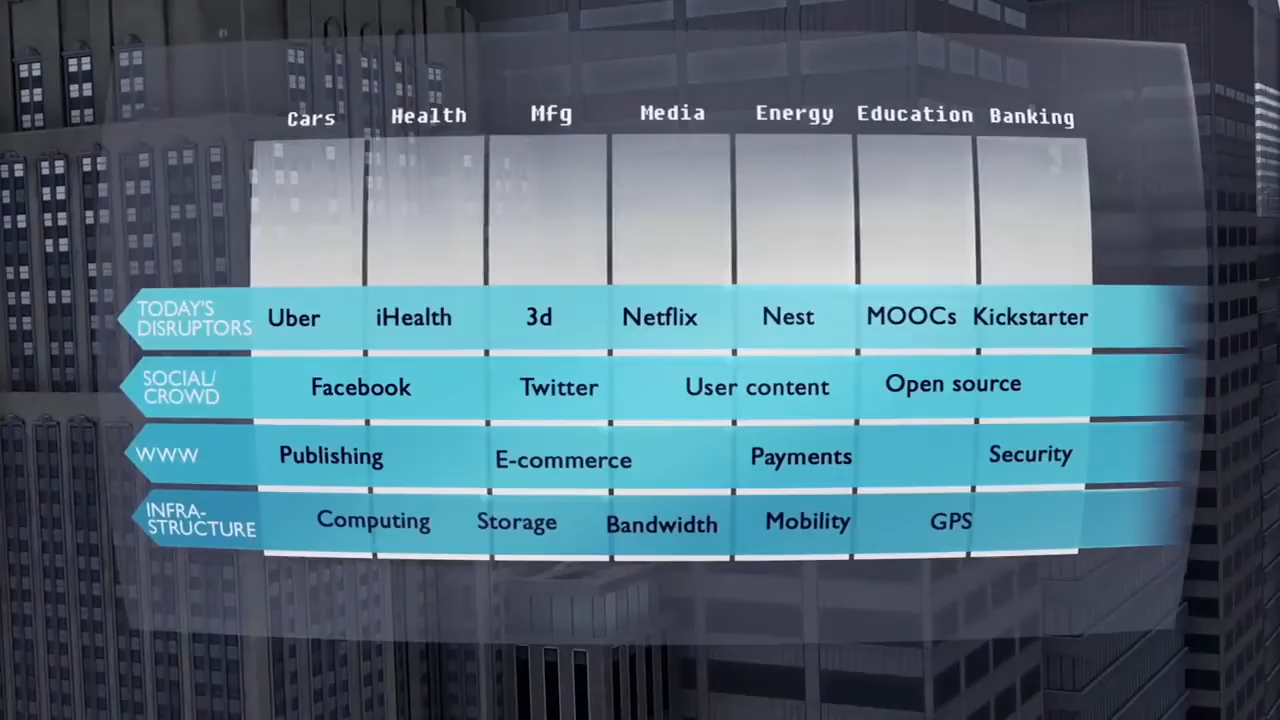 Cars Health Mfg Media Energy Education Banking
TODAY'S
DISRUPTORS
Uber iHealth 3d Netflix Nest MOOCs Kickstarter
SOCIAL/
CROWD
Facebook Twitter User content Open source
WWW Publishing E-commerce Payments Security
INFRA-
STRUCTURE
Computing Storage Bandwidth Mobility GPS